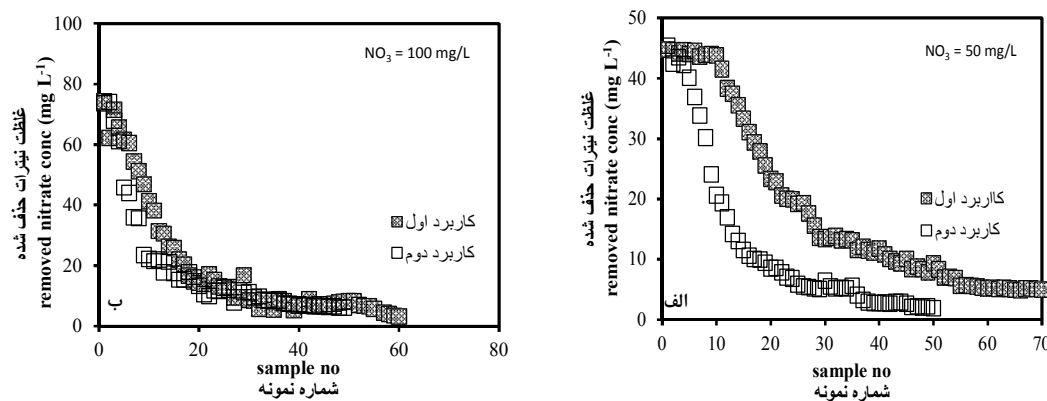 NO₃ = 100 mg/L
غلظت نیترات حذف شده
removed nitrate conc (mg L⁻¹)
100
80
60
40
20
0
کاربرد اول
کاربرد دوم
ب
0 20 40 60 80
sample no
شماره نمونه
NO₃ = 50 mg/L
غلظت نیترات حذف شده
removed nitrate conc (mg L⁻¹)
50
40
30
20
10
0
کااربرد اول
کاربرد دوم
الف
0 10 20 30 40 50 60 70
sample no
شماره نمونه